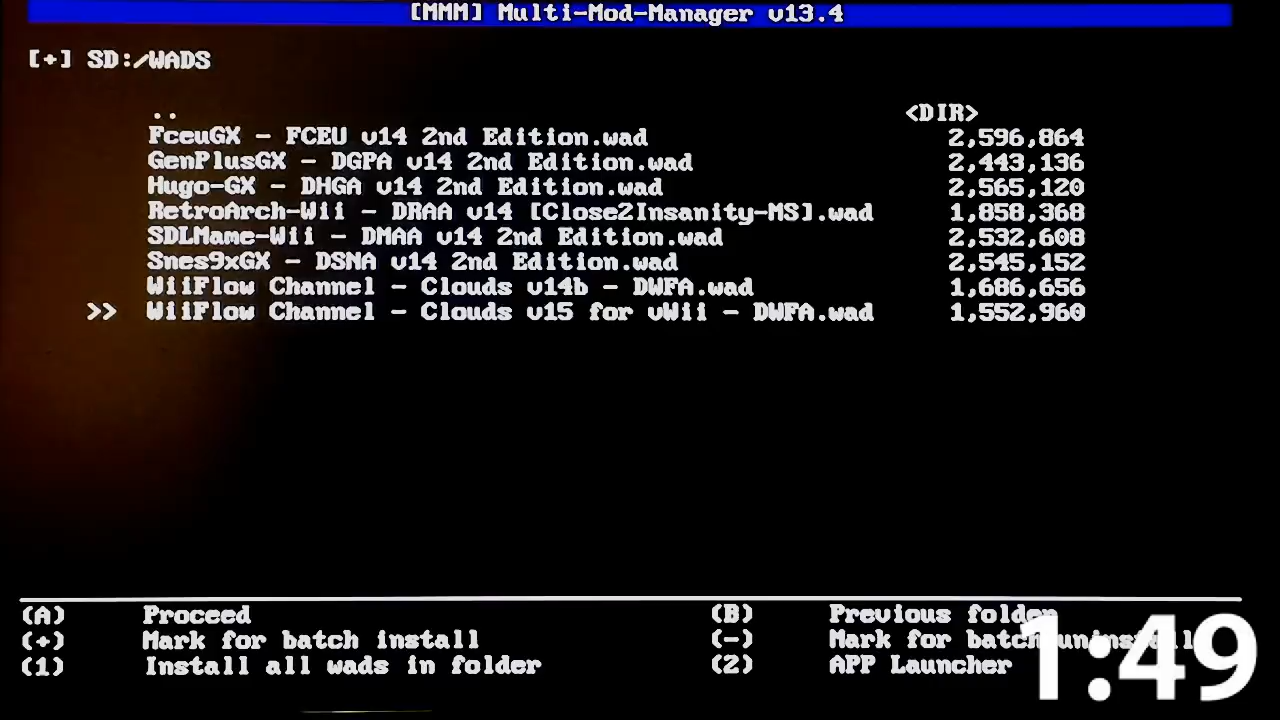 [MMM] Multi-Mod-Manager v13.4
[+] SD:/WADS
.. <DIR>
FceuGX - FCEU v14 2nd Edition.wad 2,596,864
GenPlusGX - DGPA v14 2nd Edition.wad 2,443,136
Hugo-GX - DHGA v14 2nd Edition.wad 2,565,120
RetroArch-Wii - DRAA v14 [Close2Insanity-MS].wad 1,858,368
SDLMame-Wii - DMAA v14 2nd Edition.wad 2,532,608
Snes9xGX - DSNA v14 2nd Edition.wad 2,545,152
WiiFlow Channel - Clouds v14b - DWFA.wad 1,686,656
>> WiiFlow Channel - Clouds v15 for vWii - DWFA.wad 1,552,960
(A) Proceed (B) Previous folder
(+) Mark for batch install (-) Mark for batch uninstall
(1) Install all wads in folder (2) APP Launcher
1:49